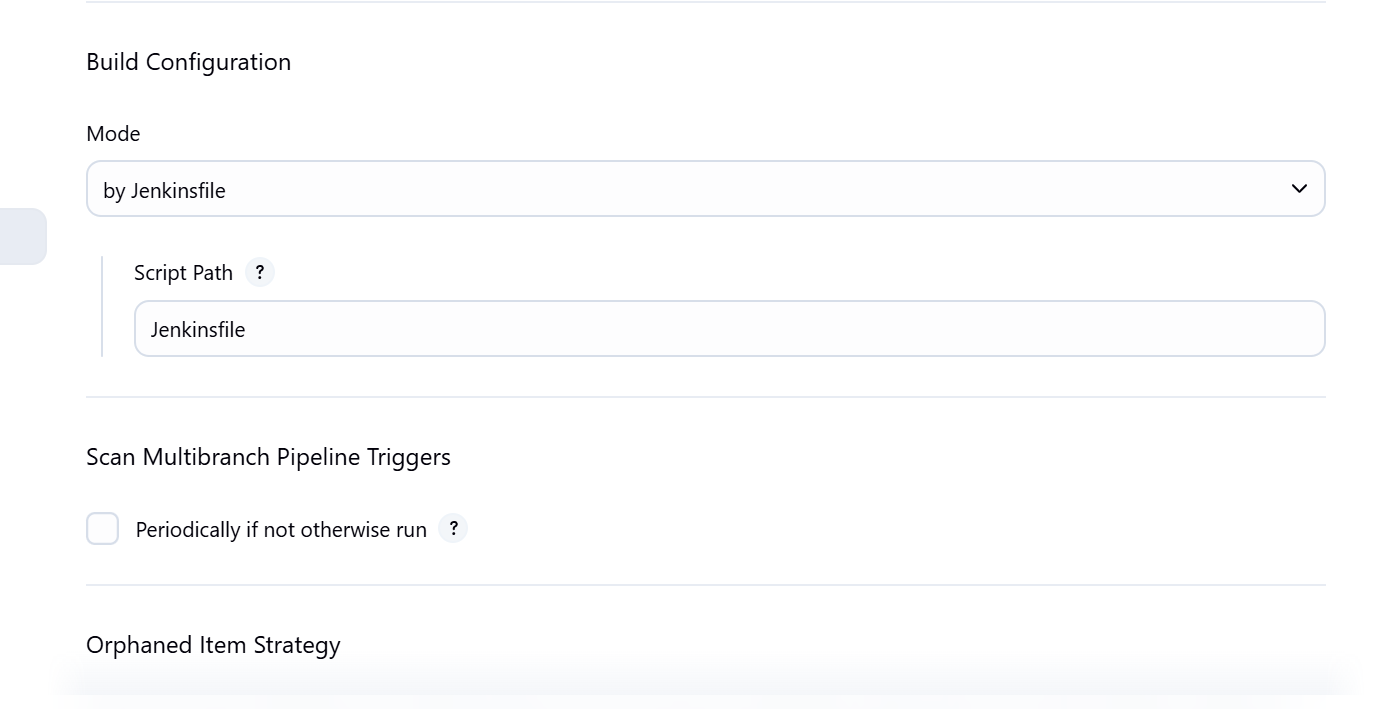 Build Configuration
Mode
by Jenkinsfile
Script Path ?
Jenkinsfile
Scan Multibranch Pipeline Triggers
Periodically if not otherwise run ?
Orphaned Item Strategy